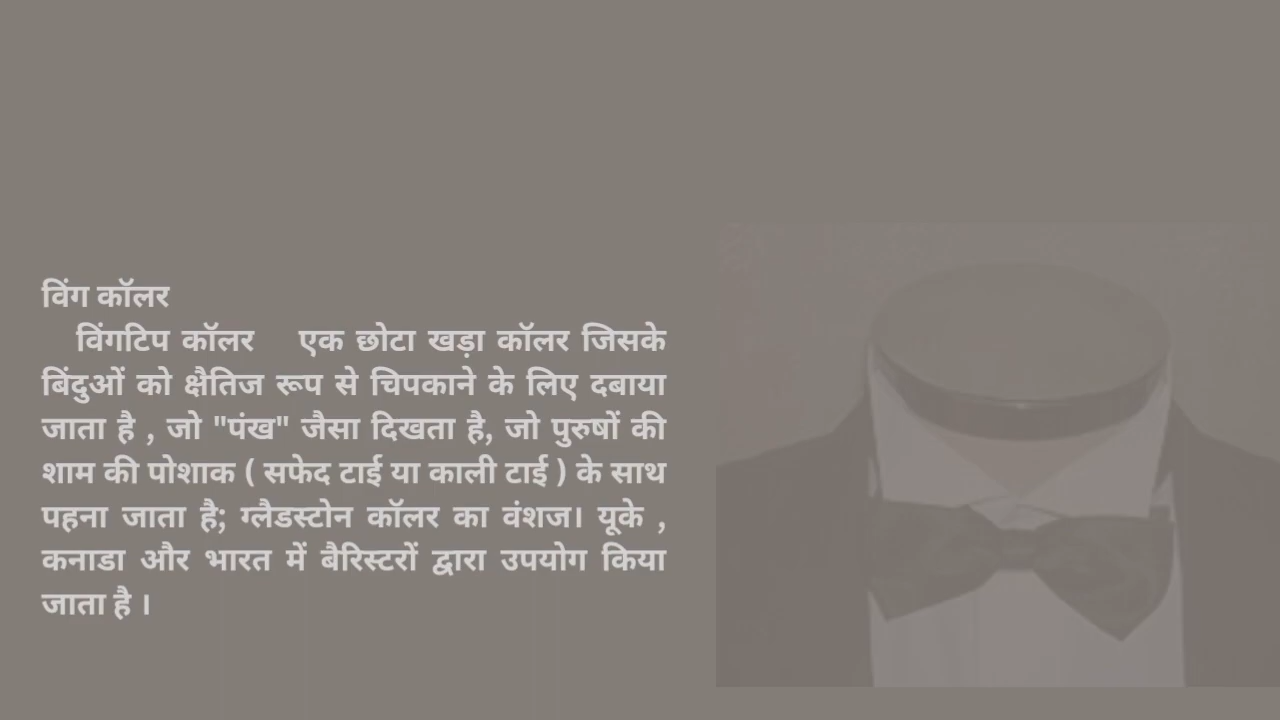 विंग कॉलर
विंगटिप कॉलर एक छोटा खड़ा कॉलर जिसके
बिंदुओं को क्षैतिज रूप से चिपकाने के लिए दबाया
जाता है , जो "पंख" जैसा दिखता है, जो पुरुषों की
शाम की पोशाक ( सफेद टाई या काली टाई ) के साथ
पहना जाता है; ग्लैडस्टोन कॉलर का वंशज। यूके ,
कनाडा और भारत में बैरिस्टरों द्वारा उपयोग किया
जाता है ।